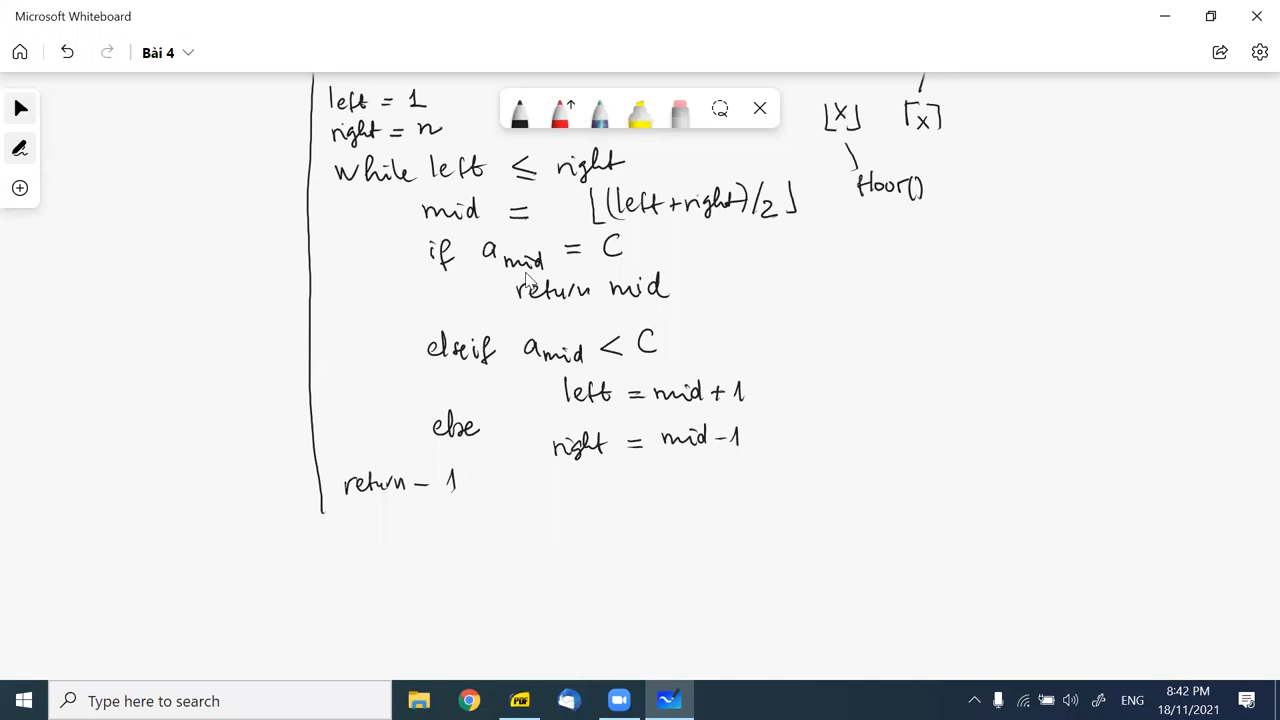 Microsoft Whiteboard
Bài 4
left = 1
right = n
while left ≤ right
mid = ⌊(left+right)/2⌋
if a_mid = C
return mid
elseif a_mid < C
left = mid + 1
else
right = mid - 1
return - 1
⌊x⌋ ⌈x⌉
floor()
Type here to search
PDF
ENG
8:42 PM
18/11/2021